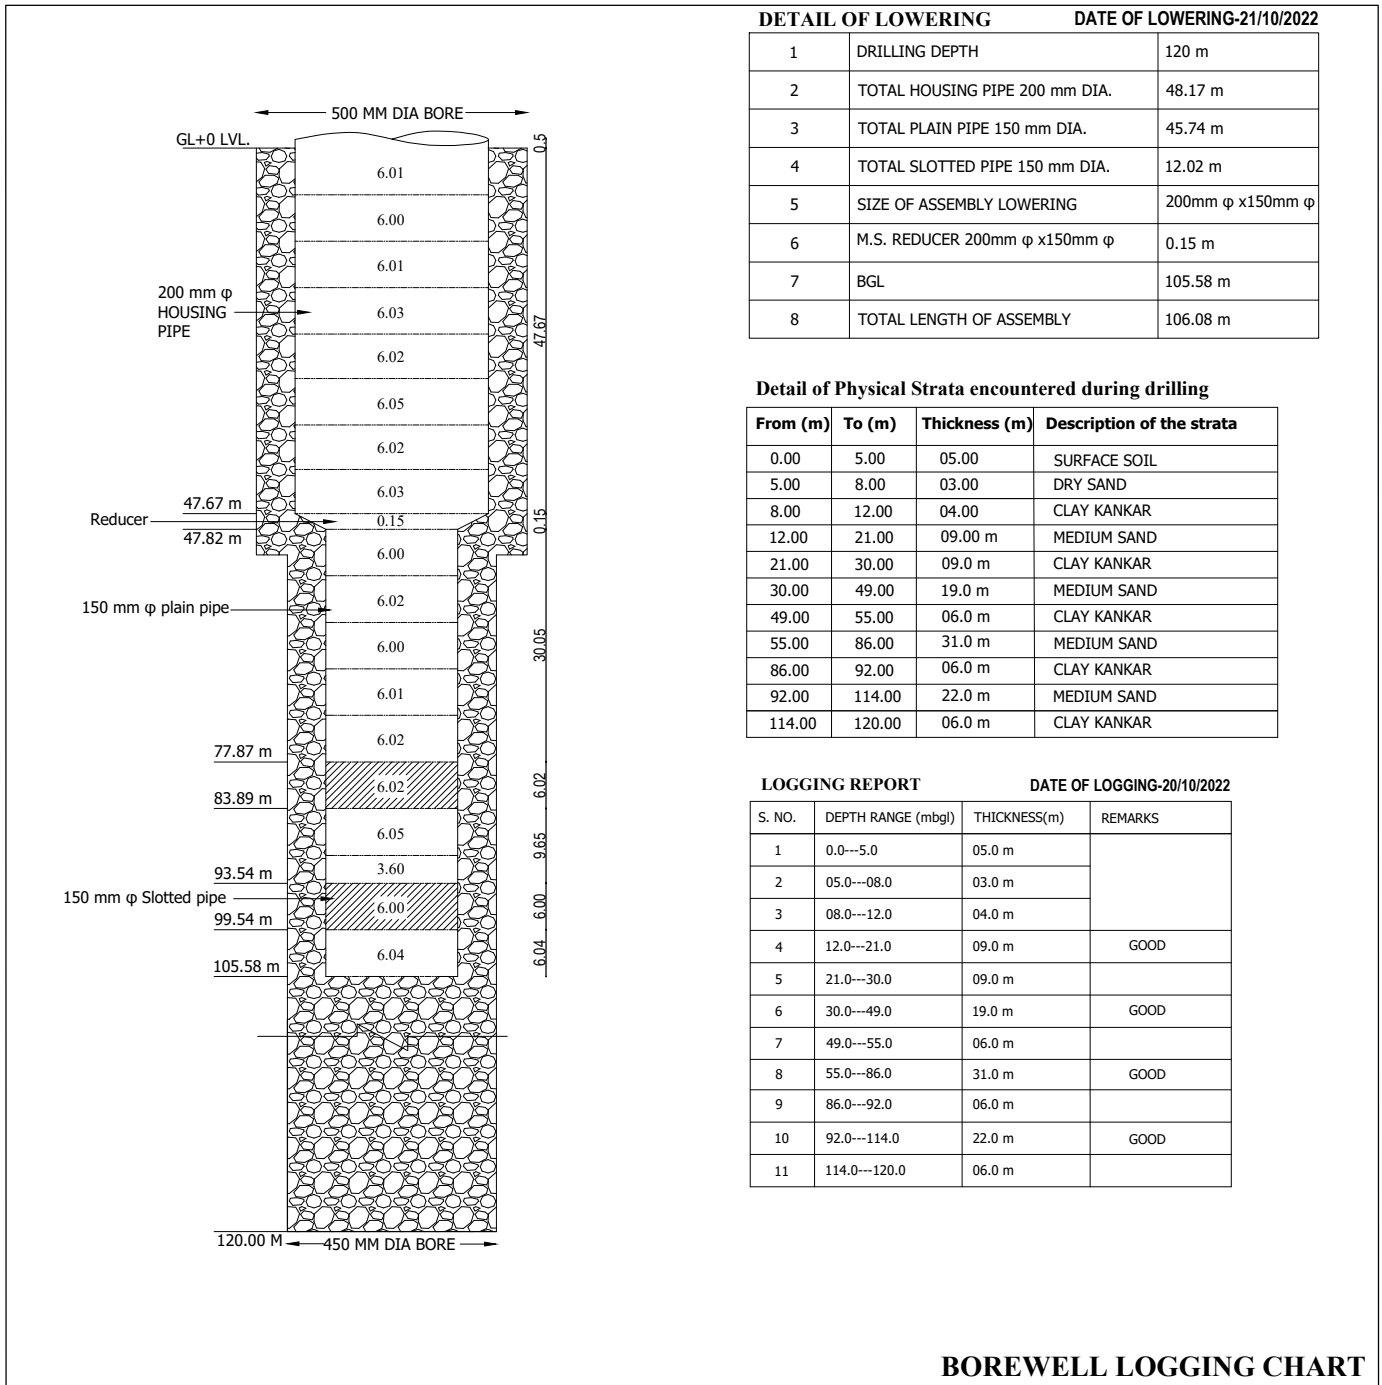 500 MM DIA BORE
GL+0 LVL.
0.5
6.01
6.00
6.01
200 mm φ
HOUSING
PIPE
6.03
47.67
6.02
6.05
6.02
6.03
47.67 m
Reducer
0.15
0.15
47.82 m
6.00
150 mm φ plain pipe
6.02
6.00
30.05
6.01
6.02
77.87 m
6.02
6.02
83.89 m
6.05
9.65
3.60
93.54 m
150 mm φ Slotted pipe
6.00
6.00
99.54 m
6.04
6.04
105.58 m
120.00 M
450 MM DIA BORE
DETAIL OF LOWERING DATE OF LOWERING-21/10/2022
1 DRILLING DEPTH 120 m
2 TOTAL HOUSING PIPE 200 mm DIA. 48.17 m
3 TOTAL PLAIN PIPE 150 mm DIA. 45.74 m
4 TOTAL SLOTTED PIPE 150 mm DIA. 12.02 m
5 SIZE OF ASSEMBLY LOWERING 200mm φ x150mm φ
6 M.S. REDUCER 200mm φ x150mm φ 0.15 m
7 BGL 105.58 m
8 TOTAL LENGTH OF ASSEMBLY 106.08 m
Detail of Physical Strata encountered during drilling
From (m) To (m) Thickness (m) Description of the strata
0.00 5.00 05.00 SURFACE SOIL
5.00 8.00 03.00 DRY SAND
8.00 12.00 04.00 CLAY KANKAR
12.00 21.00 09.00 m MEDIUM SAND
21.00 30.00 09.0 m CLAY KANKAR
30.00 49.00 19.0 m MEDIUM SAND
49.00 55.00 06.0 m CLAY KANKAR
55.00 86.00 31.0 m MEDIUM SAND
86.00 92.00 06.0 m CLAY KANKAR
92.00 114.00 22.0 m MEDIUM SAND
114.00 120.00 06.0 m CLAY KANKAR
LOGGING REPORT DATE OF LOGGING-20/10/2022
S. NO. DEPTH RANGE (mbgl) THICKNESS(m) REMARKS
1 0.0---5.0 05.0 m
2 05.0---08.0 03.0 m
3 08.0---12.0 04.0 m
4 12.0---21.0 09.0 m GOOD
5 21.0---30.0 09.0 m
6 30.0---49.0 19.0 m GOOD
7 49.0---55.0 06.0 m
8 55.0---86.0 31.0 m GOOD
9 86.0---92.0 06.0 m
10 92.0---114.0 22.0 m GOOD
11 114.0---120.0 06.0 m
BOREWELL LOGGING CHART